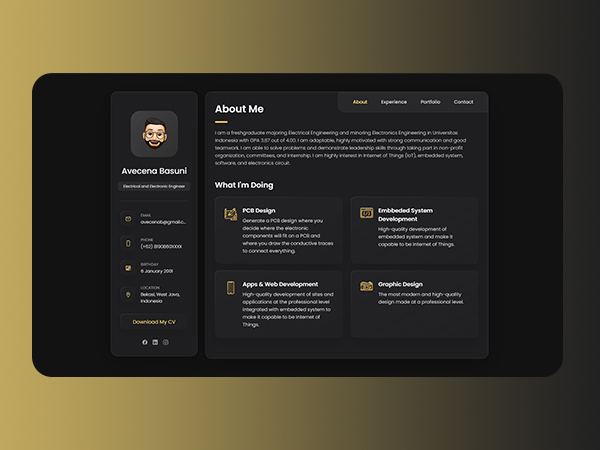 Avecena Basuni
Electrical and Electronic Engineer
EMAIL
avecenab@gmail.c...
PHONE
(+62) 8190860XXXX
BIRTHDAY
6 January 2001
LOCATION
Bekasi, West Java,
Indonesia
Download My CV
About
Experience
Portfolio
Contact
About Me
I am a freshgraduate majoring Electrical Engineering and minoring Electronics Engineering in Universitas
Indonesia with GPA 3.67 out of 4.00. I am adaptable, highly motivated with strong communication and good
teamwork. I am able to solve problems and demonstrate leadership skills through taking part in non-profit
organization, committees, and internship. I am highly interest in Internet of Things (IoT), embedded system,
software, and electronics circuit.
What I'm Doing
PCB Design
Generate a PCB design where you
decide where the electronic
components will fit on a PCB and
where you draw the conductive traces
to connect everything.
Embbeded System
Development
High-quality development of
embedded system and make it
capable to be Internet of Things.
Apps & Web Development
High-quality development of sites and
applications at the professional level
integrated with embedded system to
make it capable to be Internet of
Things.
Graphic Design
The most modern and high-quality
design made at a professional level.